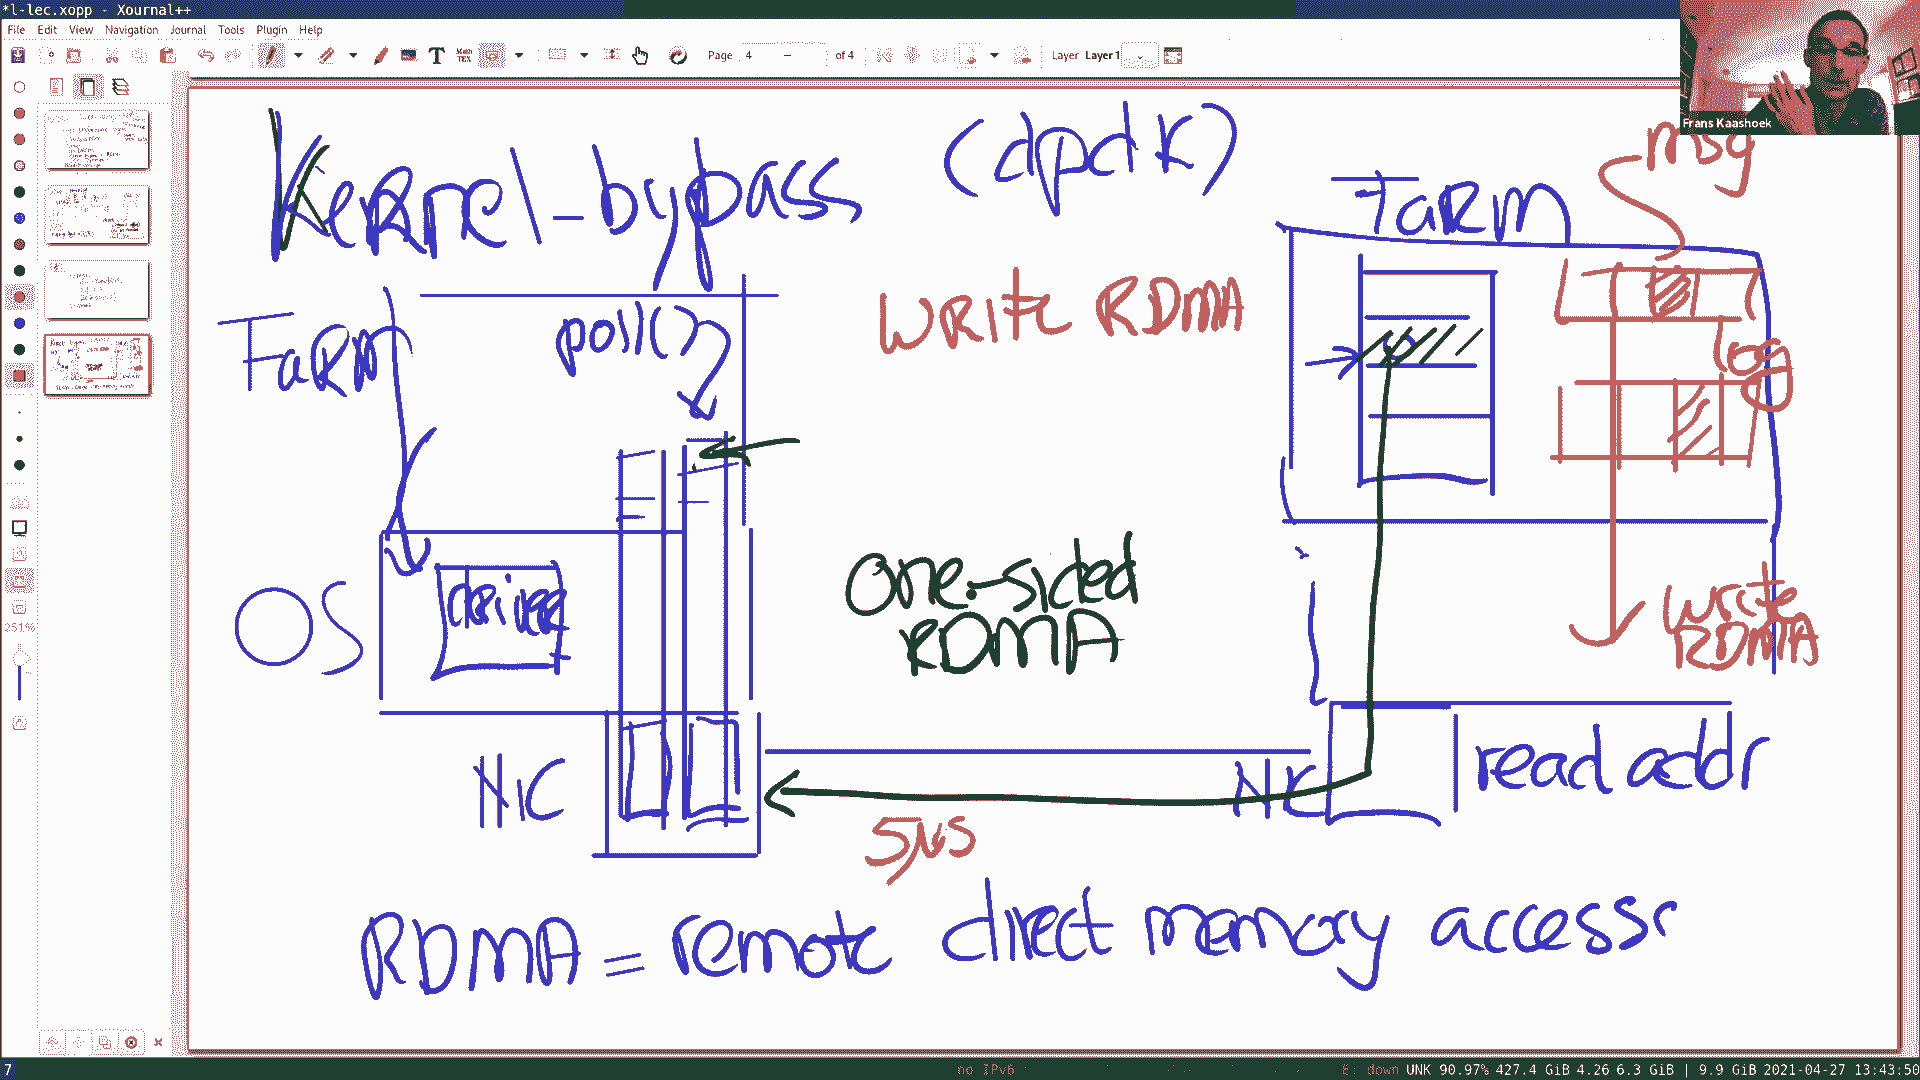 *l-lec.xopp - Xournal++
File Edit View Navigation Journal Tools Plugin Help
Page 4 of 4 Layer Layer1
Frans Kaashoek
251%
Kernel-bypass (dpdk)
msg
FaRM
FaRM
poll()
write RDMA
log
OS
driver
one-sided
RDMA
write
RDMA
NIC
NIC
read addr
5μs
RDMA = remote direct memory access
7
no IPv6
E: down UNK 90.97% 427.4 GiB 4.26 6.3 GiB | 9.9 GiB 2021-04-27 13:43:50